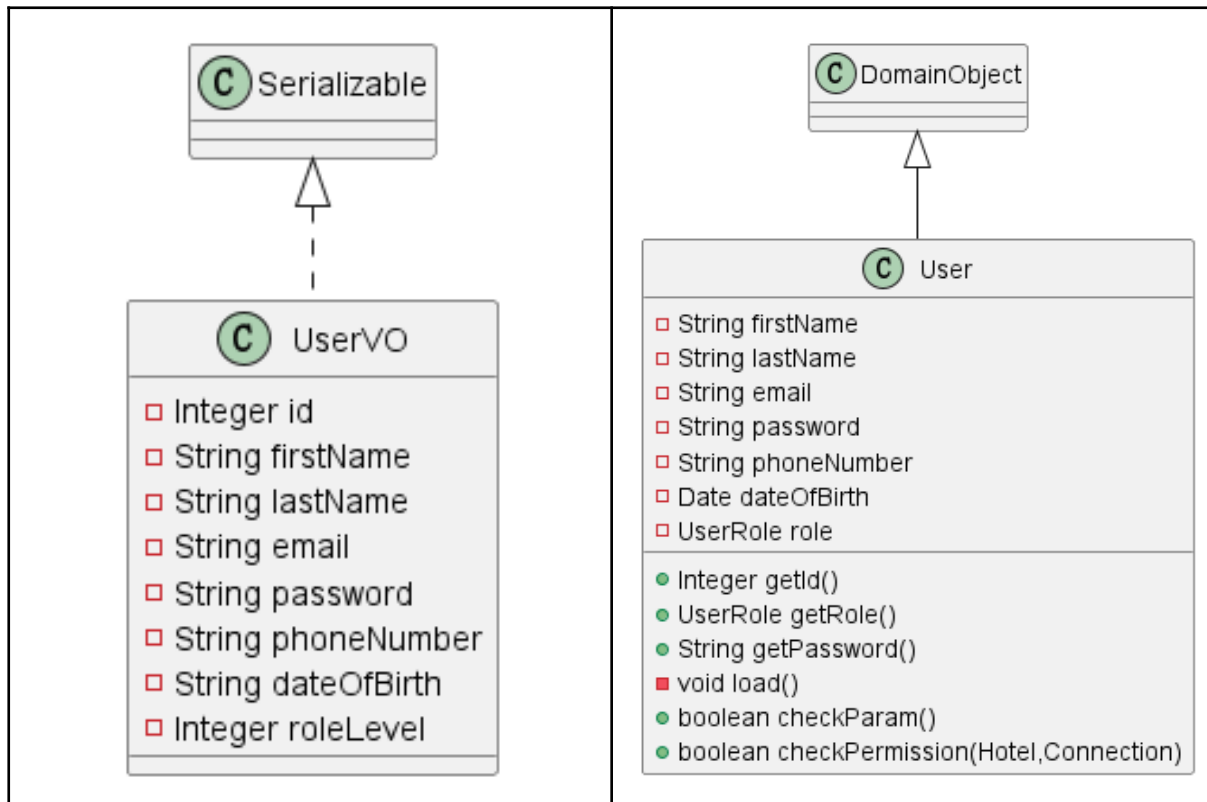 C Serializable
C UserVO
Integer id
String firstName
String lastName
String email
String password
String phoneNumber
String dateOfBirth
Integer roleLevel
C DomainObject
C User
String firstName
String lastName
String email
String password
String phoneNumber
Date dateOfBirth
UserRole role
Integer getId()
UserRole getRole()
String getPassword()
void load()
boolean checkParam()
boolean checkPermission(Hotel,Connection)